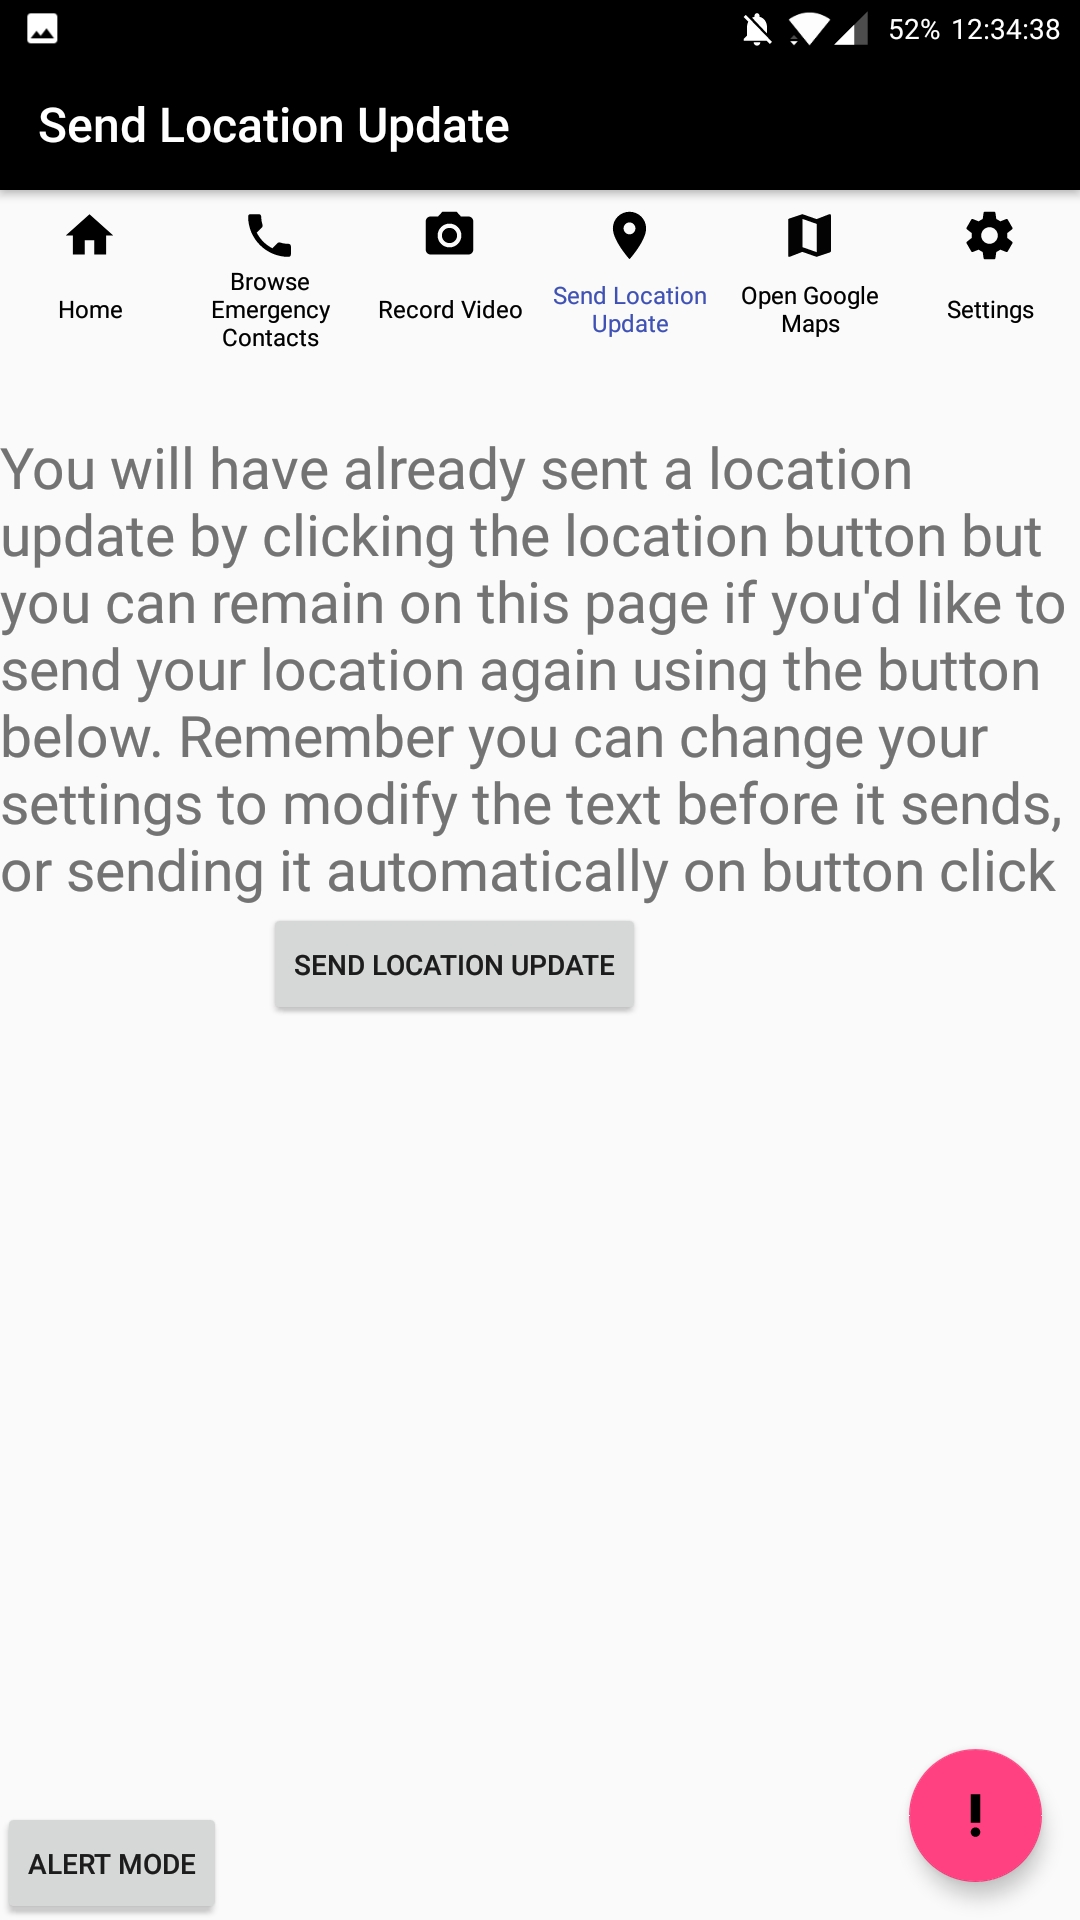 52% 12:34:38
Send Location Update
Home
Browse
Emergency
Contacts
Record Video
Send Location
Update
Open Google
Maps
Settings
You will have already sent a location
update by clicking the location button but
you can remain on this page if you'd like to
send your location again using the button
below. Remember you can change your
settings to modify the text before it sends,
or sending it automatically on button click
SEND LOCATION UPDATE
!
ALERT MODE